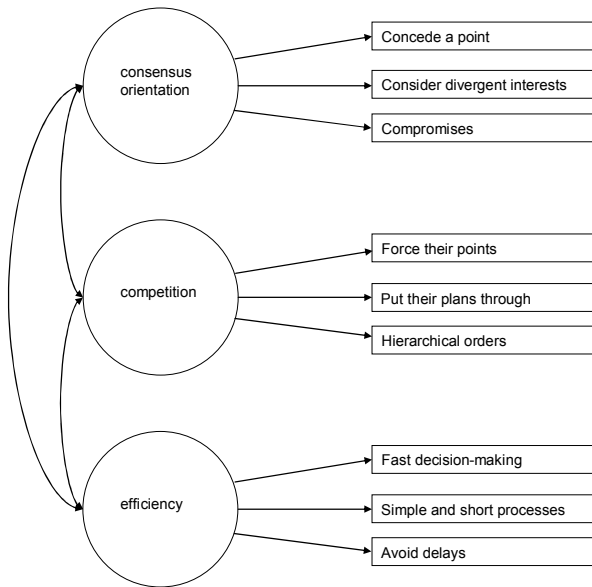 consensus
orientation
Concede a point
Consider divergent interests
Compromises
competition
Force their points
Put their plans through
Hierarchical orders
efficiency
Fast decision-making
Simple and short processes
Avoid delays